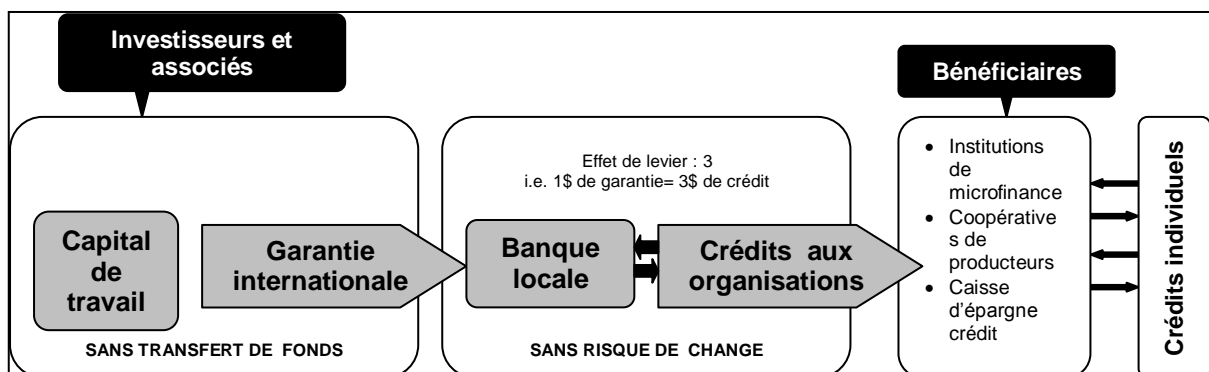 Investisseurs et
associés
Bénéficiaires
Effet de levier : 3
i.e. 1$ de garantie= 3$ de crédit
Capital
de
travail
Garantie
internationale
Banque
locale
Crédits aux
organisations
• Institutions
de
microfinance
• Coopérative
s de
producteurs
• Caisse
d’épargne
crédit
Crédits individuels
SANS TRANSFERT DE FONDS
SANS RISQUE DE CHANGE